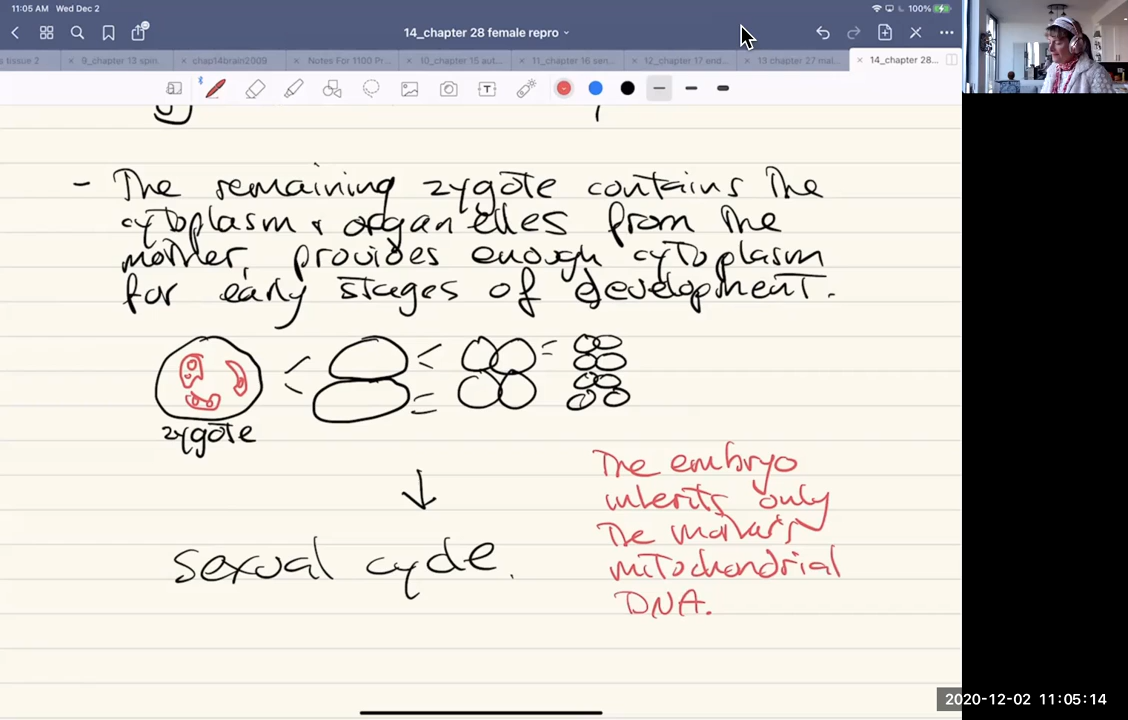 11:05 AM Wed Dec 2
100%
14_chapter 28 female repro
s tissue 2
9_chapter 13 spin.
chap14brain2009
Notes For 1100 Pr...
10_chapter 15 aut...
11_chapter 16 sen...
12_chapter 17 end...
13 chapter 27 mal...
14_chapter 28...
T
- The remaining zygote contains the
cytoplasm & organelles from the
mother, provides enough cytoplasm
for early stages of development.
zygote
sexual cycle.
The embryo
inherits only
The mother's
mitochondrial
DNA.
2020-12-02 11:05:14